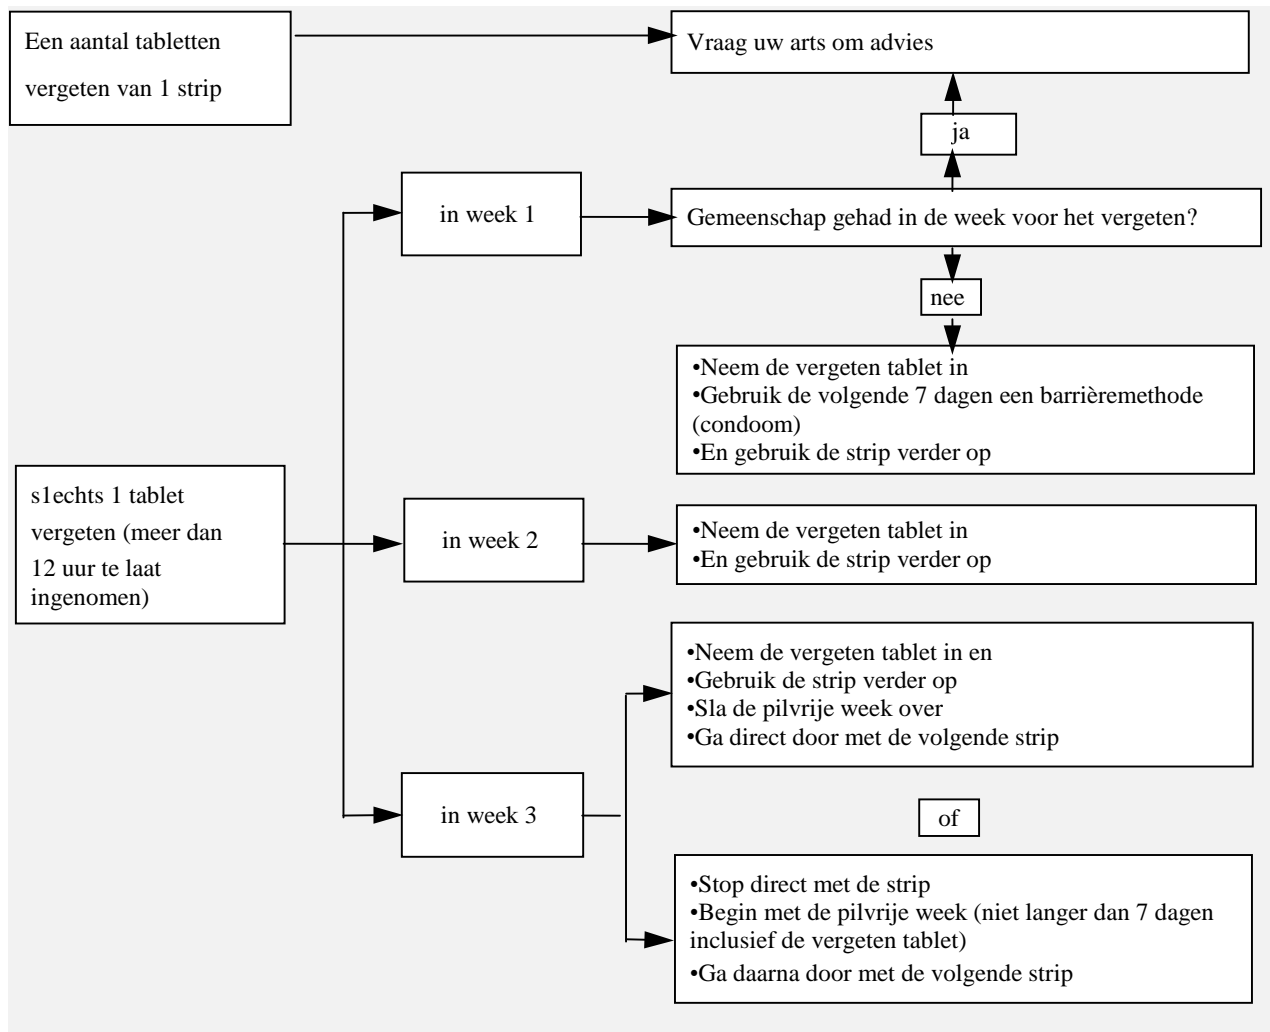 Een aantal tabletten
vergeten van 1 strip
Vraag uw arts om advies
ja
in week 1
Gemeenschap gehad in de week voor het vergeten?
nee
•Neem de vergeten tablet in
•Gebruik de volgende 7 dagen een barrièremethode
(condoom)
•En gebruik de strip verder op
s1echts 1 tablet
vergeten (meer dan
12 uur te laat
ingenomen)
in week 2
•Neem de vergeten tablet in
•En gebruik de strip verder op
in week 3
•Neem de vergeten tablet in en
•Gebruik de strip verder op
•Sla de pilvrije week over
•Ga direct door met de volgende strip
of
•Stop direct met de strip
•Begin met de pilvrije week (niet langer dan 7 dagen
inclusief de vergeten tablet)
•Ga daarna door met de volgende strip